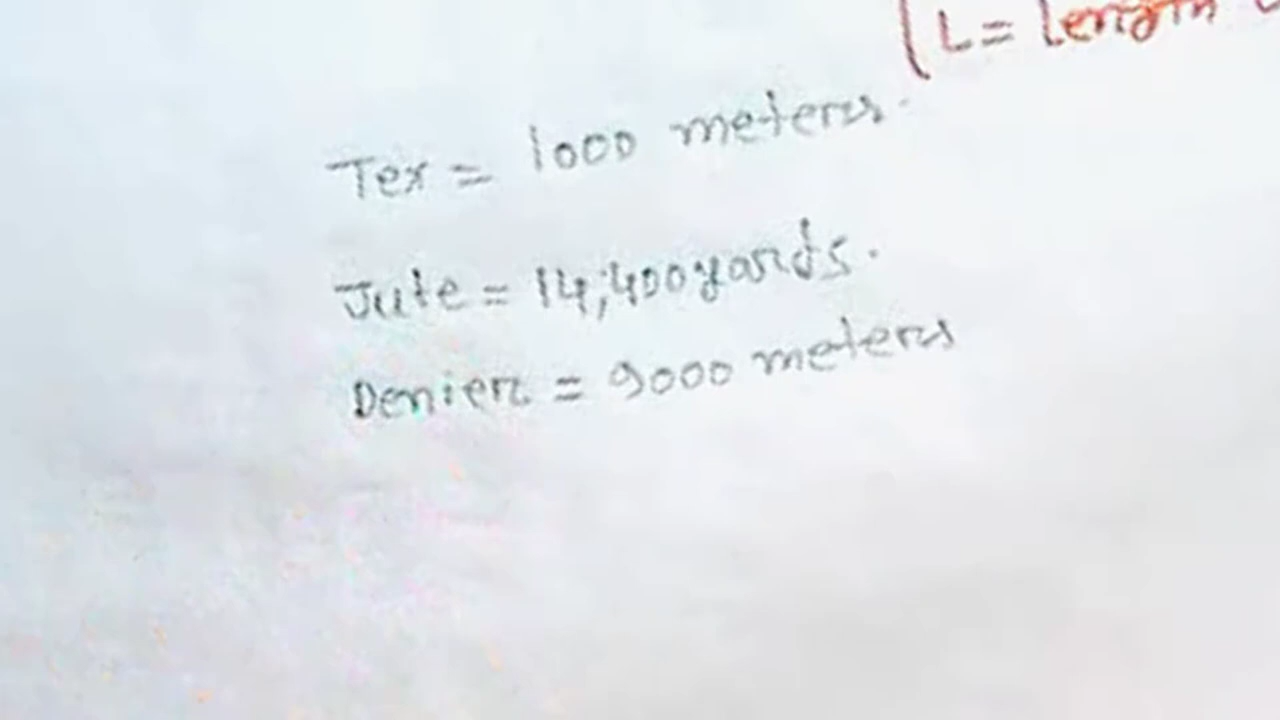 (L= length
Tex = 1000 meters.
Jute = 14,400 yards.
Denier = 9000 meters